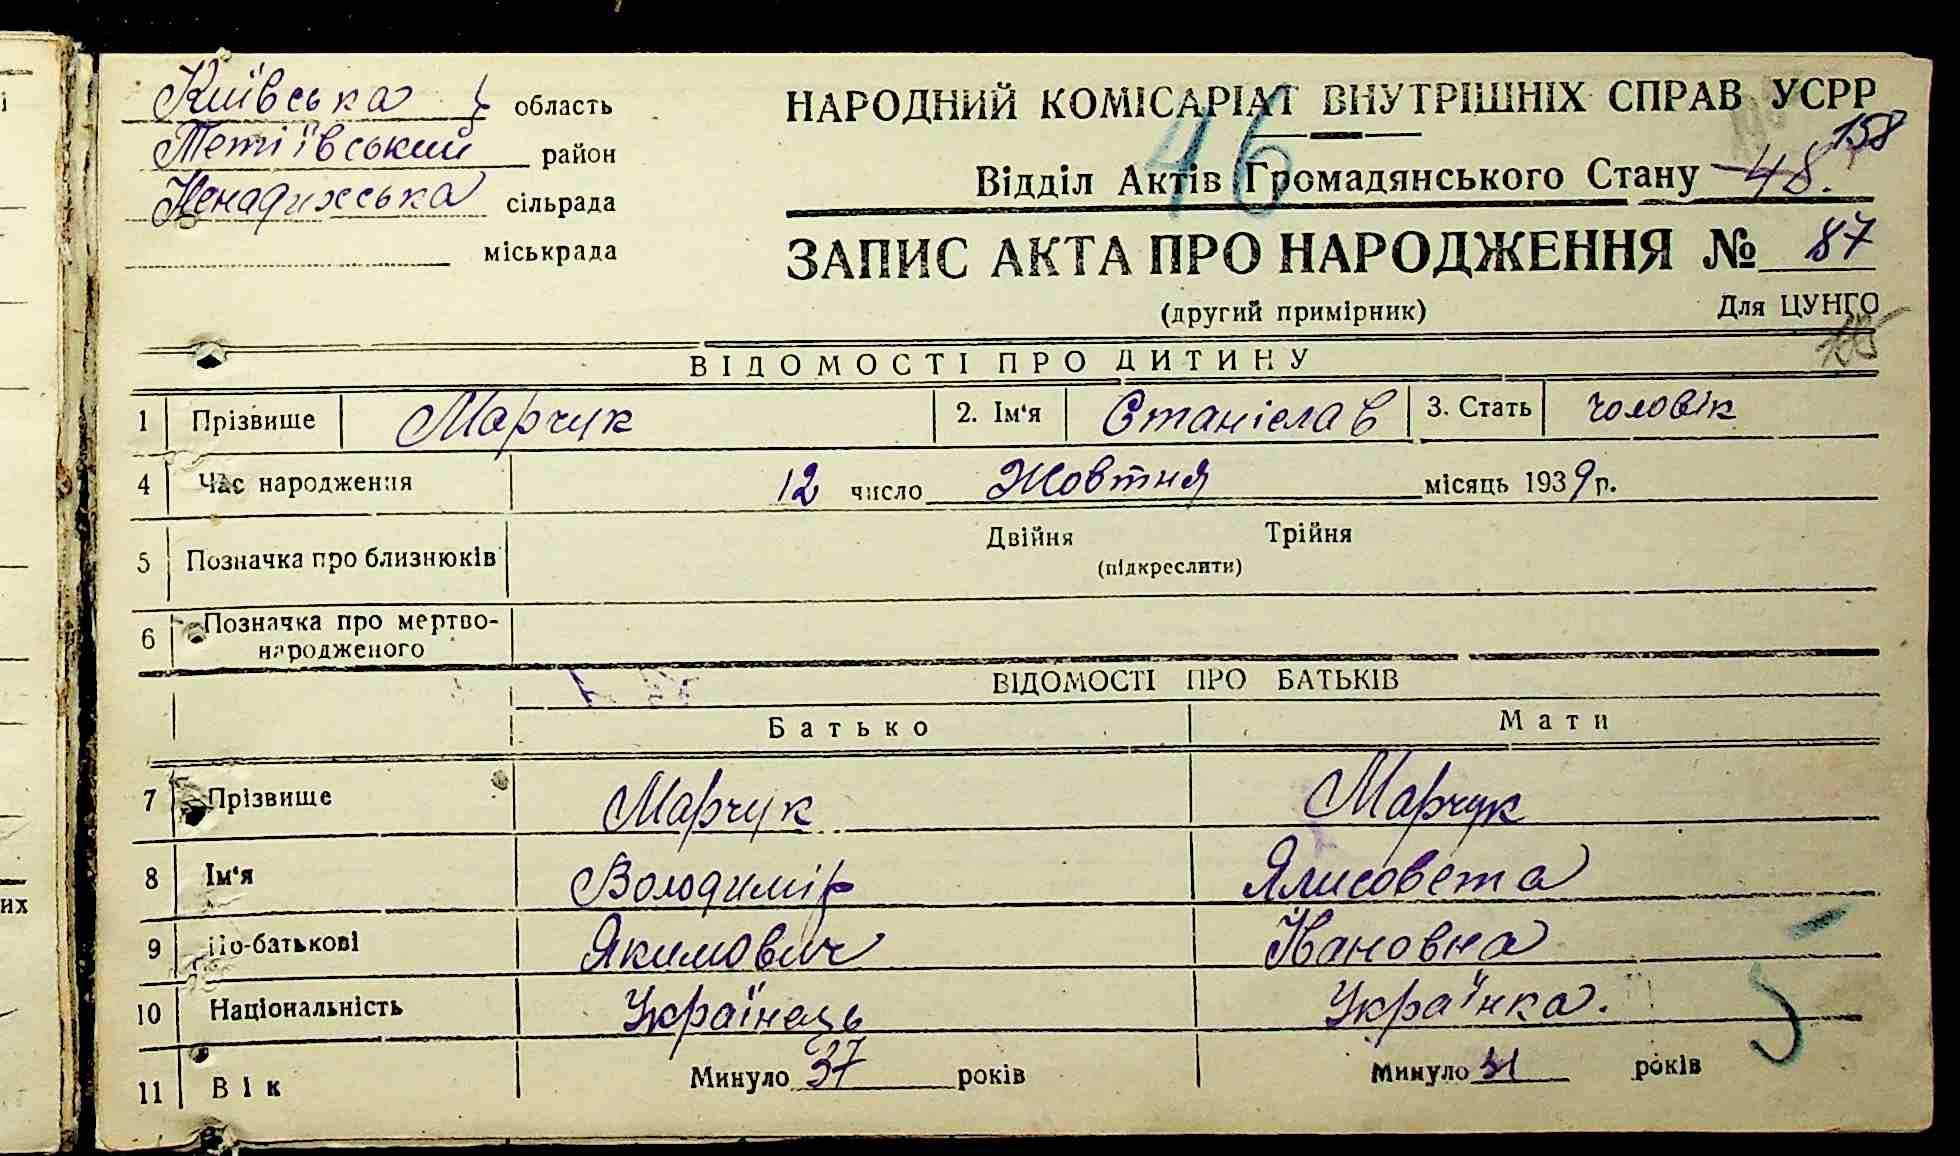 Київська область
Тетіївський район
Ненадихська сільрада
міськрада
НАРОДНИЙ КОМІСАРІАТ ВНУТРІШНІХ СПРАВ УСРР
46
158
Відділ Актів Громадянського Стану 48.
ЗАПИС АКТА ПРО НАРОДЖЕННЯ № 87
(другий примірник) Для ЦУНГО
ВІДОМОСТІ ПРО ДИТИНУ
1 Прізвище Марчук 2. Ім'я Станіслав 3. Стать чоловік
4 Час народження 12 число Жовтня місяць 1939 р.
5 Позначка про близнюків Двійня Трійня
(підкреслити)
6 Позначка про мертво-
народженого
ВІДОМОСТІ ПРО БАТЬКІВ
Батько Мати
7 Прізвище Марчук Марчук
8 Ім'я Володимір Ялисовета
9 По-батькові Якимович Івановна
10 Національність Українець Українка.
11 Вік Минуло 37 років Минуло 31 років
их